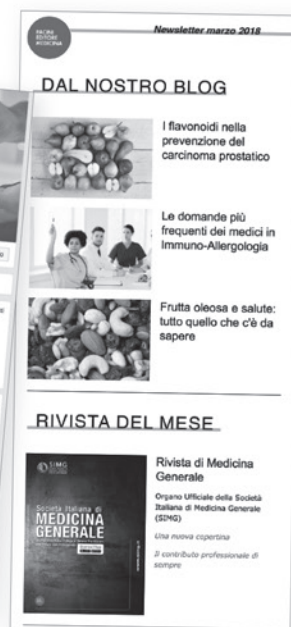 PACINI
EDITORE
MEDICINA
Newsletter marzo 2018
DAL NOSTRO BLOG
I flavonoidi nella
prevenzione del
carcinoma prostatico
Le domande più
frequenti dei medici in
Immuno-Allergologia
Frutta oleosa e salute:
tutto quello che c'è da
sapere
RIVISTA DEL MESE
SIMG
Società Italiana di
MEDICINA
GENERALE
Rivista di Medicina
Generale
Organo Ufficiale della Società
Italiana di Medicina Generale
(SIMG)
Una nuova copertina
Il contributo professionale di
sempre